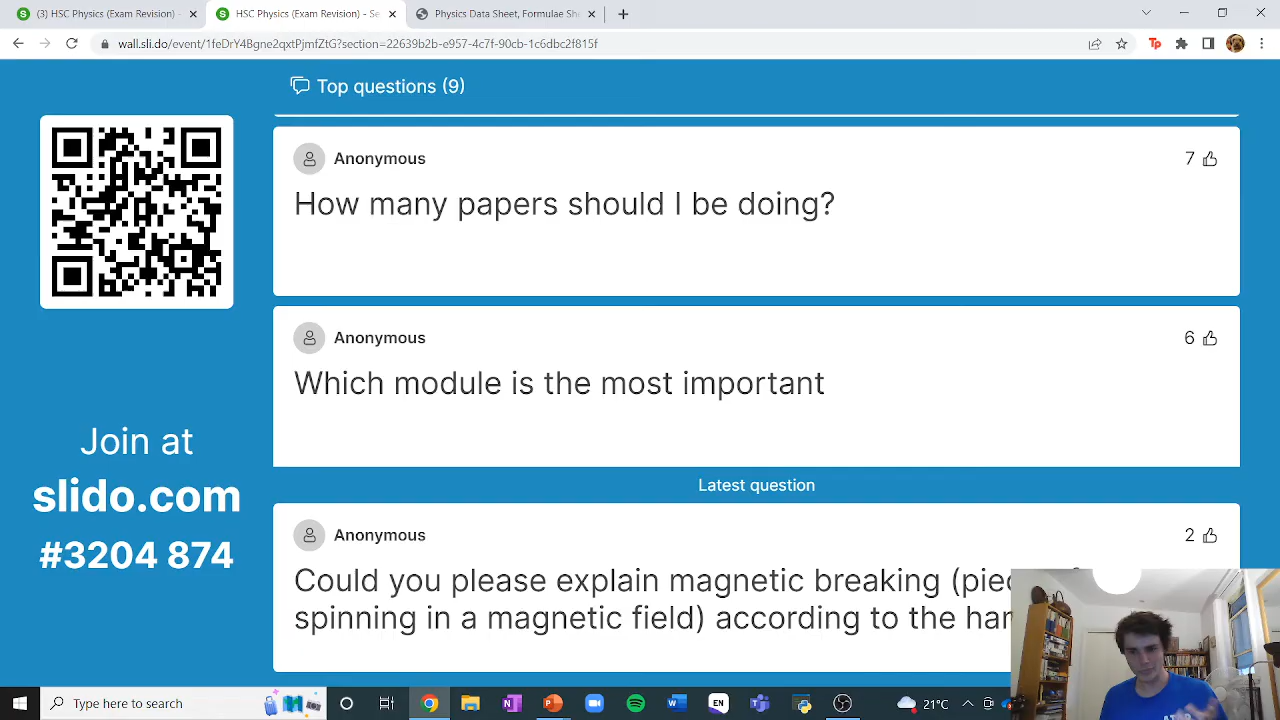 (3) HSC Physics (Exam Revision)
HSC Physics (Exam Revision) - Se
Physics Data Sheet, Formulae She
wall.sli.do/event/1feDrY4Bgne2qxtPjmfZtG?section=22639b2b-e957-4c7f-90cb-1c6dbc2f815f
Top questions (9)
Anonymous
7
How many papers should I be doing?
Anonymous
6
Which module is the most important
Join at
slido.com
#3204 874
Latest question
Anonymous
2
Could you please explain magnetic breaking
spinning in a magnetic field) according to the
Type here to search
21°C